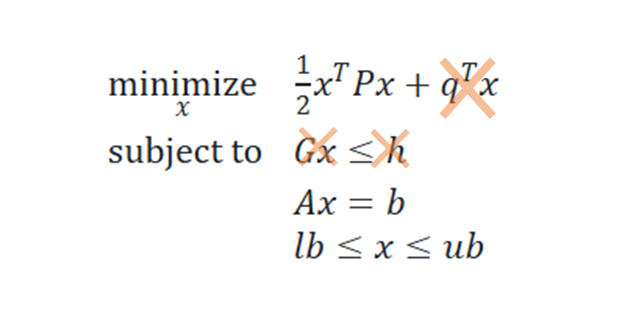 minimize ½xᵀPx + qᵀx
x
subject to Gx ≤ h
Ax = b
lb ≤ x ≤ ub